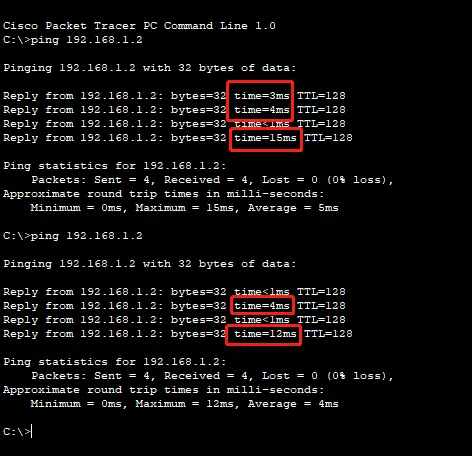 Cisco Packet Tracer PC Command Line 1.0
C:\>ping 192.168.1.2
Pinging 192.168.1.2 with 32 bytes of data:
Reply from 192.168.1.2: bytes=32 time=3ms TTL=128
Reply from 192.168.1.2: bytes=32 time=4ms TTL=128
Reply from 192.168.1.2: bytes=32 time<1ms TTL=128
Reply from 192.168.1.2: bytes=32 time=15ms TTL=128
Ping statistics for 192.168.1.2:
Packets: Sent = 4, Received = 4, Lost = 0 (0% loss),
Approximate round trip times in milli-seconds:
Minimum = 0ms, Maximum = 15ms, Average = 5ms
C:\>ping 192.168.1.2
Pinging 192.168.1.2 with 32 bytes of data:
Reply from 192.168.1.2: bytes=32 time<1ms TTL=128
Reply from 192.168.1.2: bytes=32 time=4ms TTL=128
Reply from 192.168.1.2: bytes=32 time<1ms TTL=128
Reply from 192.168.1.2: bytes=32 time=12ms TTL=128
Ping statistics for 192.168.1.2:
Packets: Sent = 4, Received = 4, Lost = 0 (0% loss),
Approximate round trip times in milli-seconds:
Minimum = 0ms, Maximum = 12ms, Average = 4ms
C:\>